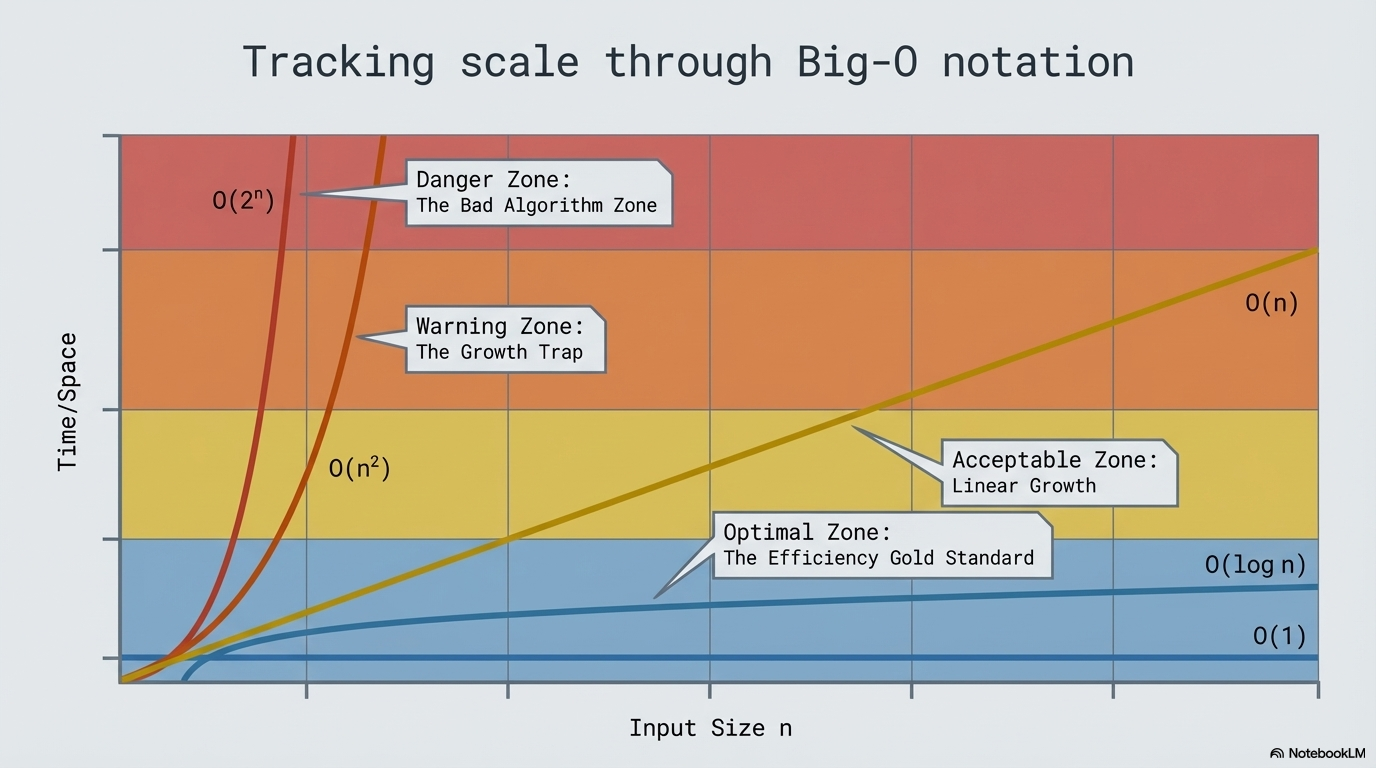 Tracking scale through Big-O notation
O(2ⁿ)
Danger Zone:
The Bad Algorithm Zone
O(n)
Warning Zone:
The Growth Trap
Time/Space
O(n²)
Acceptable Zone:
Linear Growth
Optimal Zone:
The Efficiency Gold Standard
O(log n)
O(1)
Input Size n
NotebookLM